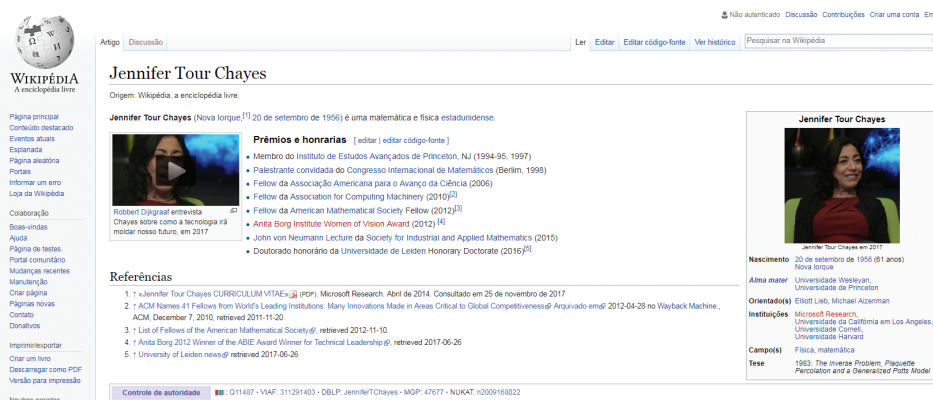 Não autenticado Discussão Contribuições Criar uma conta En
WIKIPÉDIA
A enciclopédia livre
Artigo Discussão Ler Editar Editar código-fonte Ver histórico Pesquisar na Wikipédia
Jennifer Tour Chayes
Origem: Wikipédia, a enciclopédia livre.
Jennifer Tour Chayes (Nova Iorque,[1] 20 de setembro de 1956) é uma matemática e física estadunidense.
Página principal
Conteúdo destacado
Eventos atuais
Esplanada
Página aleatória
Portais
Informar um erro
Loja da Wikipédia
Colaboração
Boas-vindas
Ajuda
Página de testes
Portal comunitário
Mudanças recentes
Manutenção
Criar página
Páginas novas
Contato
Donativos
Imprimir/exportar
Criar um livro
Descarregar como PDF
Versão para impressão
Robbert Dijkgraaf entrevista
Chayes sobre como a tecnologia irá
moldar nosso futuro, em 2017
Prêmios e honrarias [ editar | editar código-fonte ]
Membro do Instituto de Estudos Avançados de Princeton, NJ (1994-95, 1997)
Palestrante convidada do Congresso Internacional de Matemáticos (Berlim, 1998)
Fellow da Associação Americana para o Avanço da Ciência (2006)
Fellow da Association for Computing Machinery (2010)[2]
Fellow da American Mathematical Society Fellow (2012)[3]
Anita Borg Institute Women of Vision Award (2012) [4]
John von Neumann Lecture da Society for Industrial and Applied Mathematics (2015)
Doutorado honorário da Universidade de Leiden Honorary Doctorate (2016)[5]
Referências
1. ↑ «Jennifer Tour Chayes CURRICULUM VITAE» (PDF). Microsoft Research. Abril de 2014. Consultado em 25 de novembro de 2017
2. ↑ ACM Names 41 Fellows from World's Leading Institutions: Many Innovations Made in Areas Critical to Global Competitiveness Arquivado em 2012-04-28 no Wayback Machine.,
ACM, December 7, 2010, retrieved 2011-11-20.
3. ↑ List of Fellows of the American Mathematical Society, retrieved 2012-11-10.
4. ↑ Anita Borg 2012 Winner of the ABIE Award Winner for Technical Leadership, retrieved 2017-06-26
5. ↑ University of Leiden news retrieved 2017-06-26
Controle de autoridade : Q11487 · VIAF: 311291403 · DBLP: JenniferTChayes · MGP: 47677 · NUKAT: n2009168022
Jennifer Tour Chayes
Jennifer Tour Chayes em 2017
Nascimento 20 de setembro de 1956 (61 anos)
Nova Iorque
Alma mater Universidade Wesleyan,
Universidade de Princeton
Orientado(s) Elliott Lieb, Michael Aizenman
Instituições Microsoft Research,
Universidade da Califórnia em Los Angeles,
Universidade Cornell,
Universidade Harvard
Campo(s) Física, matemática
Tese 1983: The Inverse Problem, Plaquette
Percolation and a Generalized Potts Model